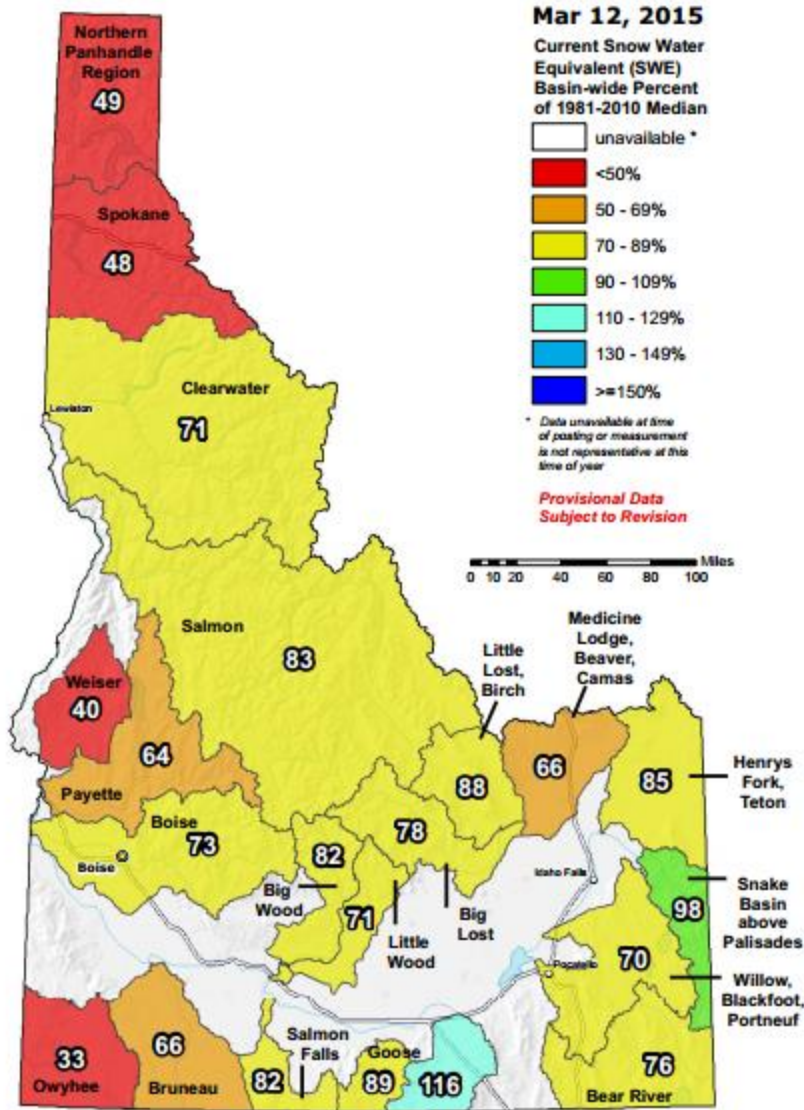 Mar 12, 2015
Current Snow Water
Equivalent (SWE)
Basin-wide Percent
of 1981-2010 Median
unavailable *
<50%
50 - 69%
70 - 89%
90 - 109%
110 - 129%
130 - 149%
>=150%
* Data unavailable at time
of posting or measurement
is not representative at this
time of year
Provisional Data
Subject to Revision
Miles
0 10 20 40 60 80 100
Northern
Panhandle
Region
49
Spokane
48
Clearwater
Lewiston
71
Salmon
83
Weiser
40
64
Payette
Boise
73
Boise
Little
Lost,
Birch
88
Medicine
Lodge,
Beaver,
Camas
66
85
Henrys
Fork,
Teton
78
82
Big
Wood
71
Little
Wood
Big
Lost
Idaho Falls
98
Snake
Basin
above
Palisades
Pocatello
70
Willow,
Blackfoot,
Portneuf
33
Owyhee
66
Bruneau
Salmon
Falls
82
Goose
89
116
76
Bear River